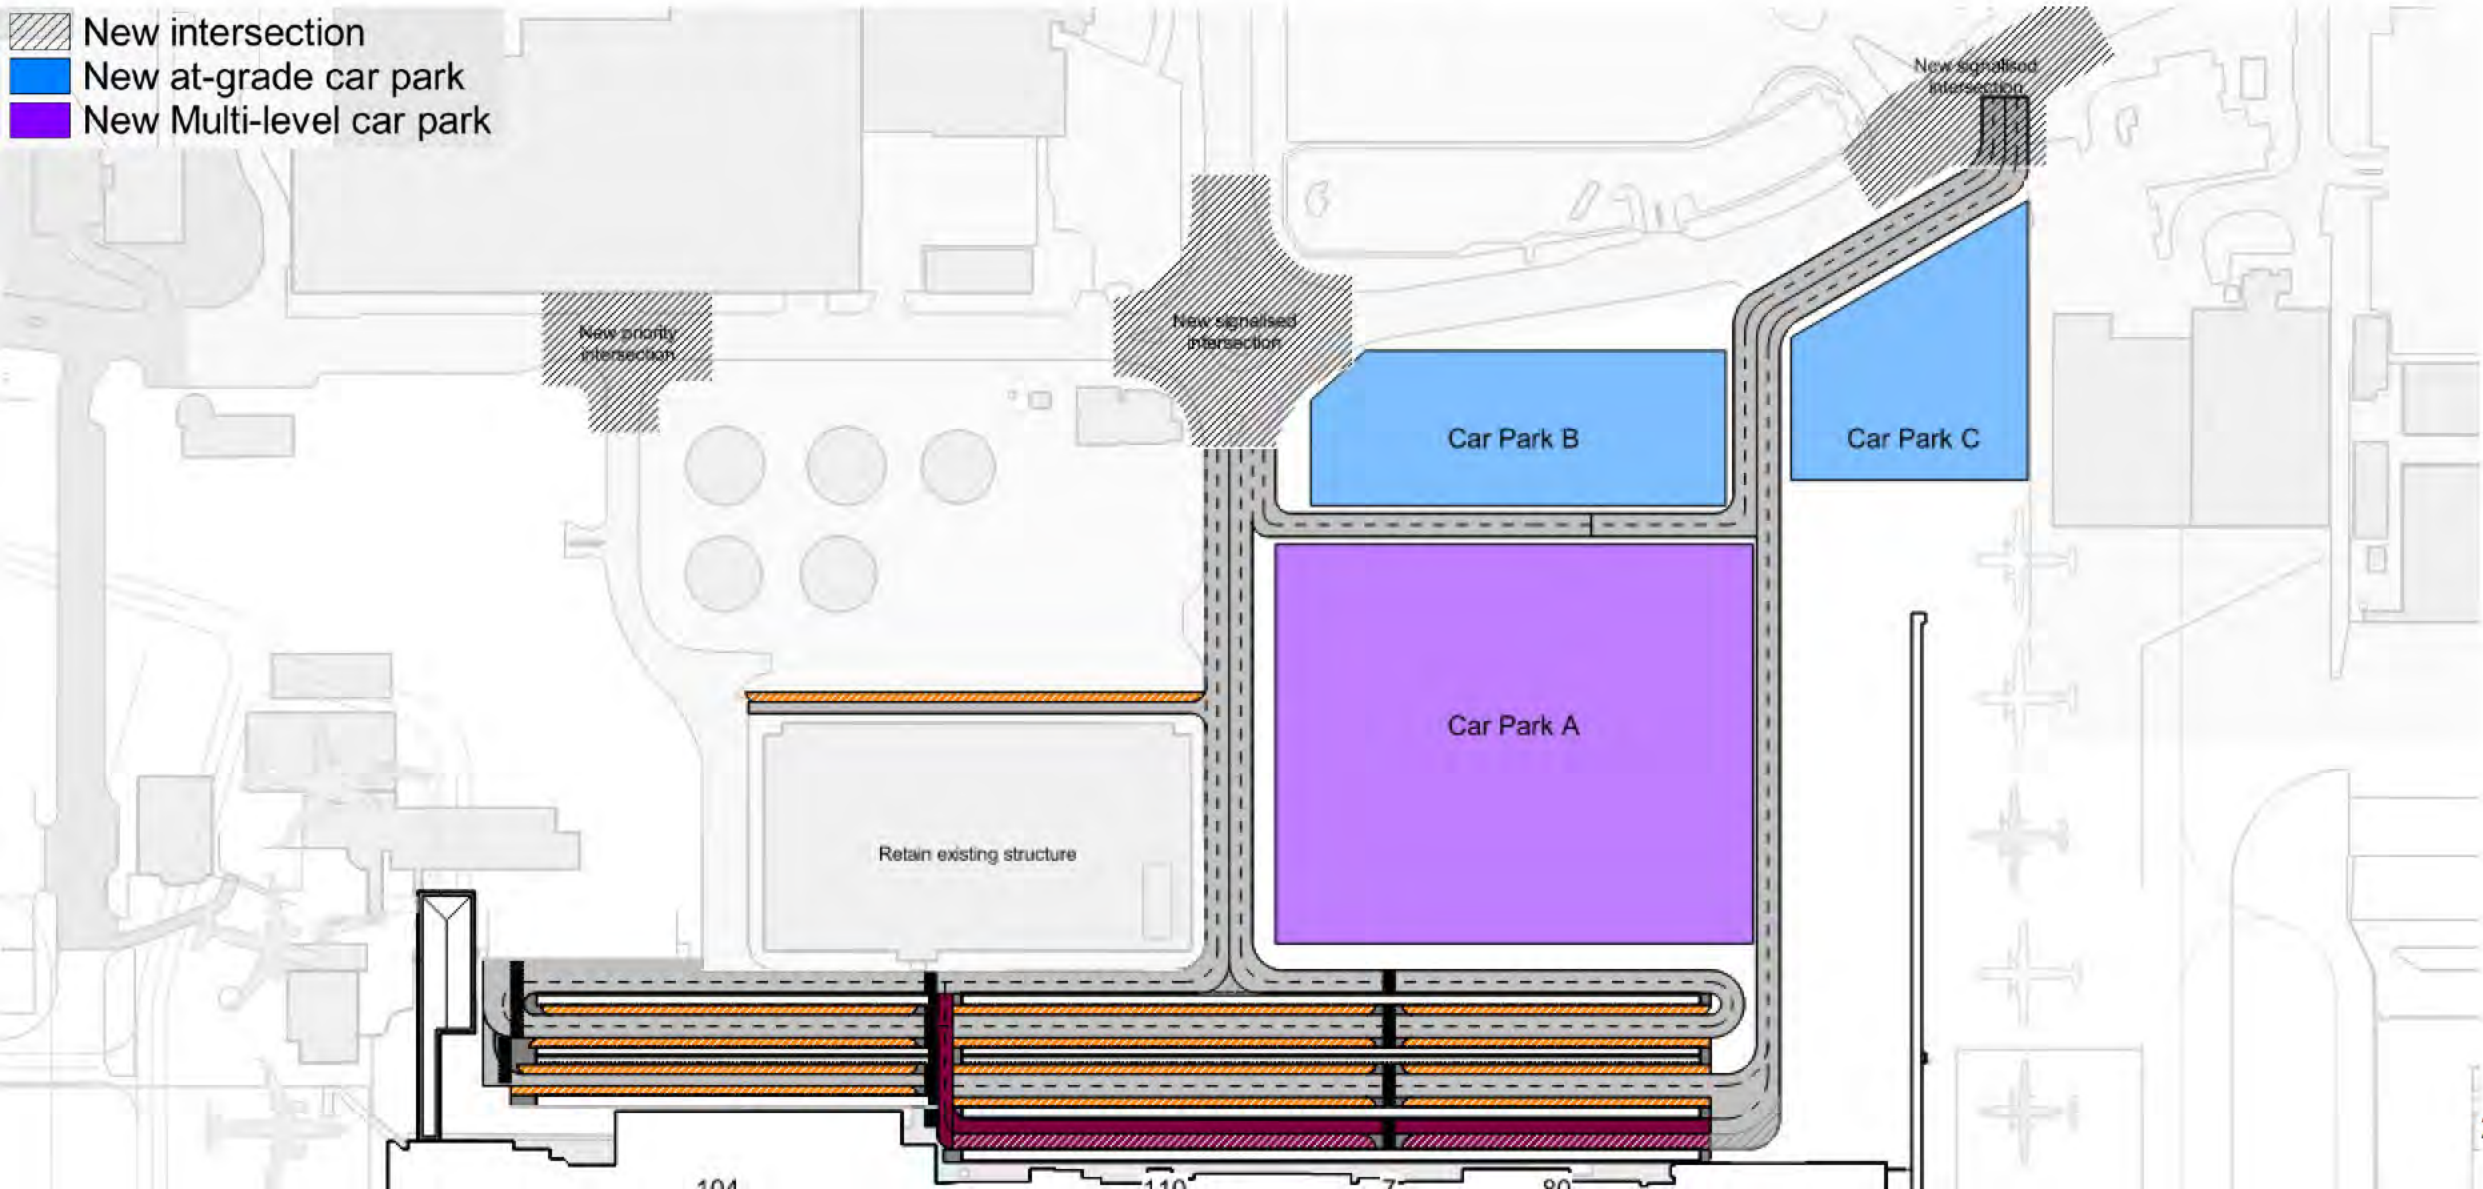 New intersection
New at-grade car park
New Multi-level car park
New signalised
intersection
New priority
intersection
New signalised
intersection
Car Park B
Car Park C
Car Park A
Retain existing structure
104
110
7
80